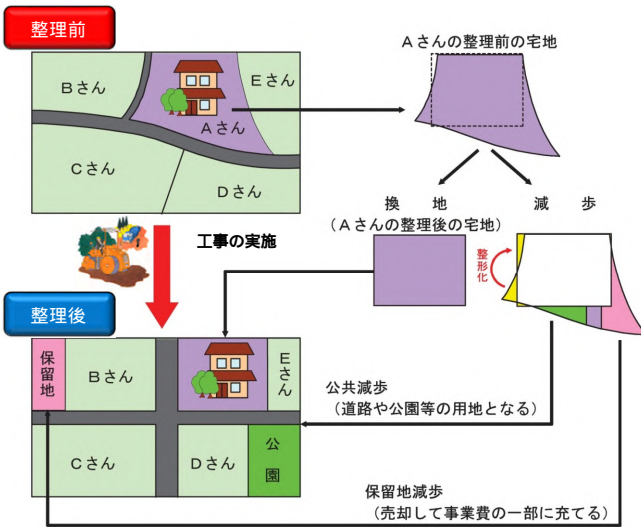 整理前
Aさんの整理前の宅地
Bさん
Eさん
Aさん
Cさん
Dさん
換地
(Aさんの整理後の宅地)
減歩
工事の実施
整形化
整理後
保留地
Bさん
Eさん
公共減歩
(道路や公園等の用地となる)
Cさん
Dさん
公園
保留地減歩
(売却して事業費の一部に充てる)